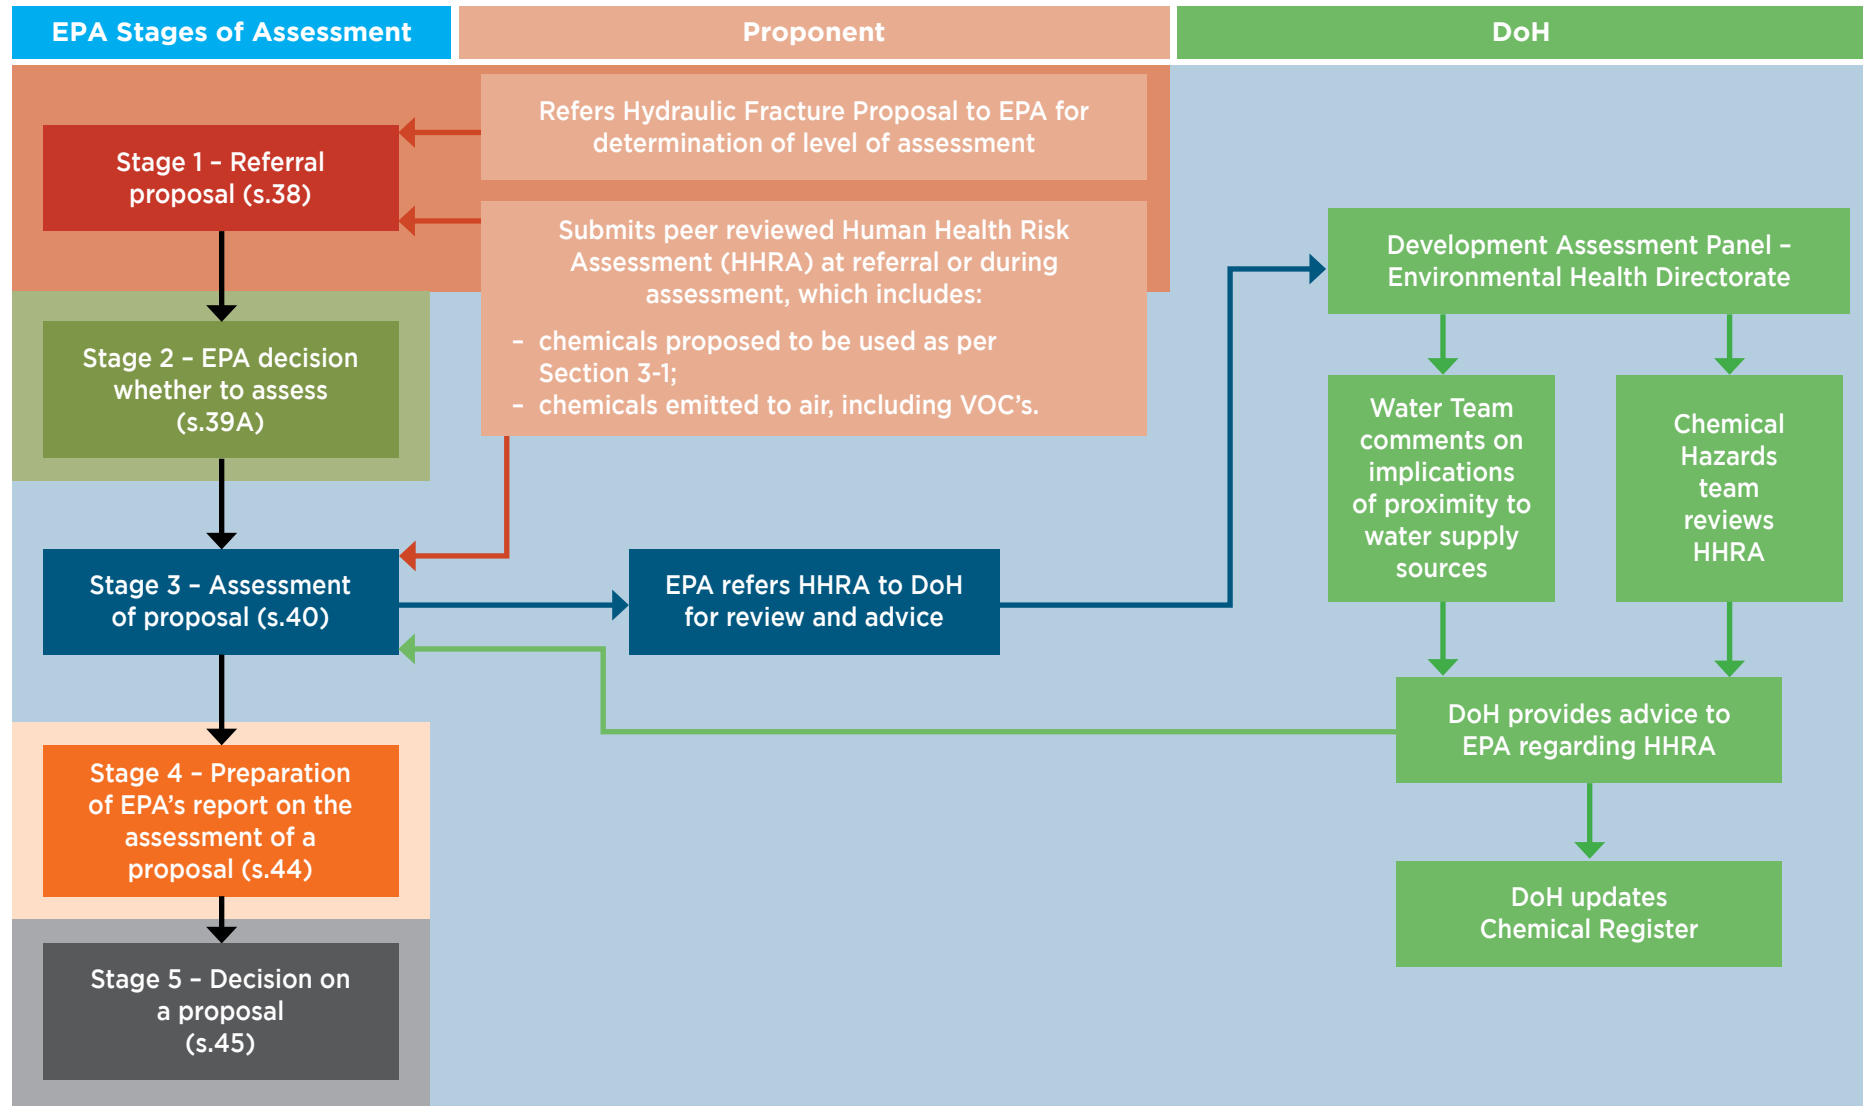 EPA Stages of Assessment
Proponent
DoH
Refers Hydraulic Fracture Proposal to EPA for
determination of level of assessment
Stage 1 – Referral
proposal (s.38)
Submits peer reviewed Human Health Risk
Assessment (HHRA) at referral or during
assessment, which includes:
– chemicals proposed to be used as per
Section 3-1;
– chemicals emitted to air, including VOC’s.
Development Assessment Panel –
Environmental Health Directorate
Stage 2 – EPA decision
whether to assess
(s.39A)
Water Team
comments on
implications
of proximity to
water supply
sources
Chemical
Hazards
team
reviews
HHRA
Stage 3 – Assessment
of proposal (s.40)
EPA refers HHRA to DoH
for review and advice
DoH provides advice to
EPA regarding HHRA
Stage 4 – Preparation
of EPA’s report on the
assessment of a
proposal (s.44)
DoH updates
Chemical Register
Stage 5 – Decision on
a proposal
(s.45)